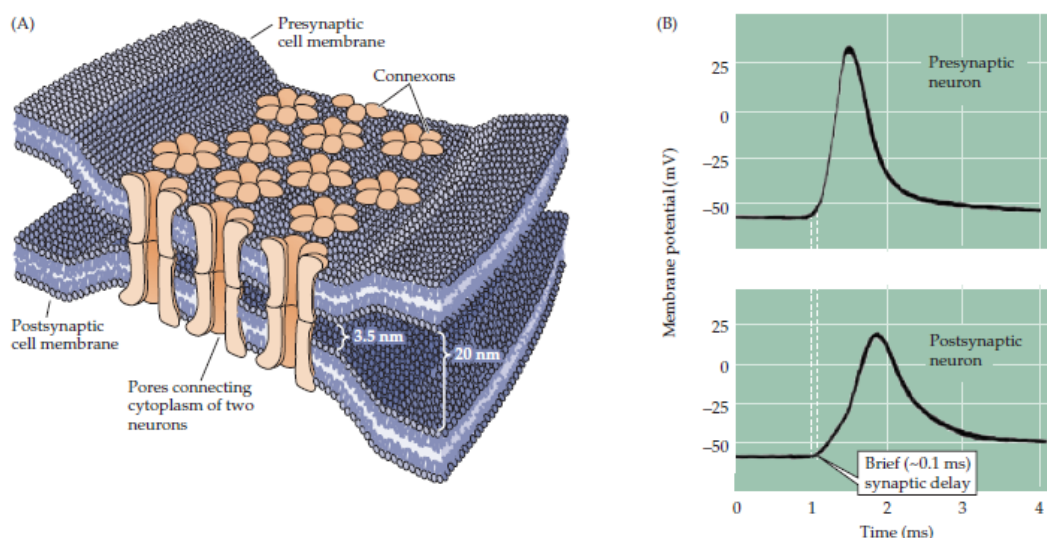 (A)
Presynaptic
cell membrane
Connexons
Postsynaptic
cell membrane
3.5 nm
20 nm
Pores connecting
cytoplasm of two
neurons
(B)
Membrane potential (mV)
25
0
−25
−50
Presynaptic
neuron
25
0
−25
−50
Postsynaptic
neuron
Brief (~0.1 ms)
synaptic delay
0 1 2 3 4
Time (ms)